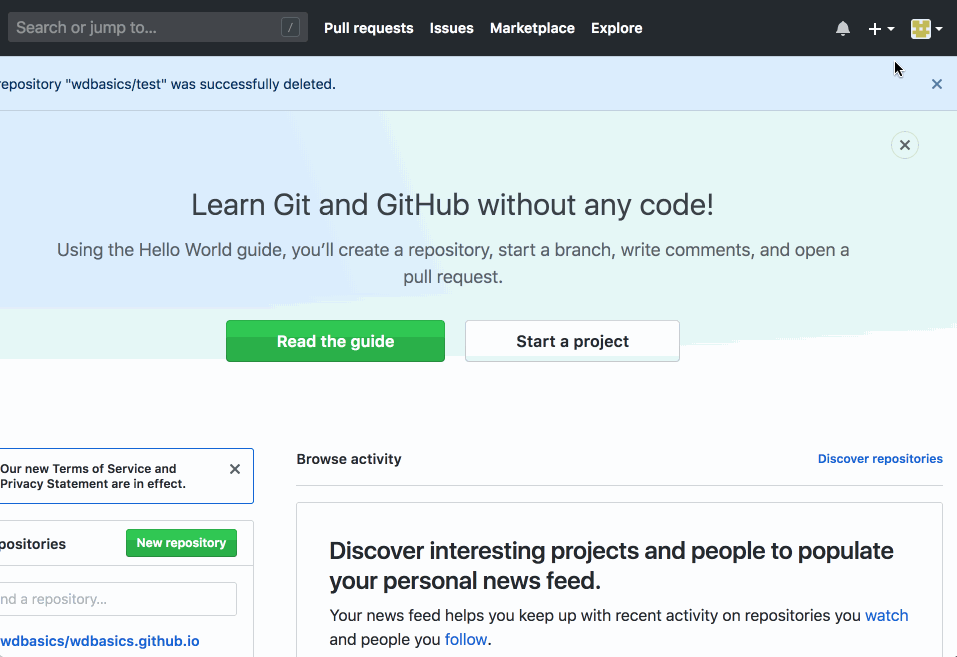 Search or jump to... /
Pull requests Issues Marketplace Explore
repository "wdbasics/test" was successfully deleted.
Learn Git and GitHub without any code!
Using the Hello World guide, you’ll create a repository, start a branch, write comments, and open a
pull request.
Read the guide
Start a project
Our new Terms of Service and
Privacy Statement are in effect.
positories
New repository
nd a repository...
wdbasics/wdbasics.github.io
Browse activity
Discover repositories
Discover interesting projects and people to populate
your personal news feed.
Your news feed helps you keep up with recent activity on repositories you watch
and people you follow.